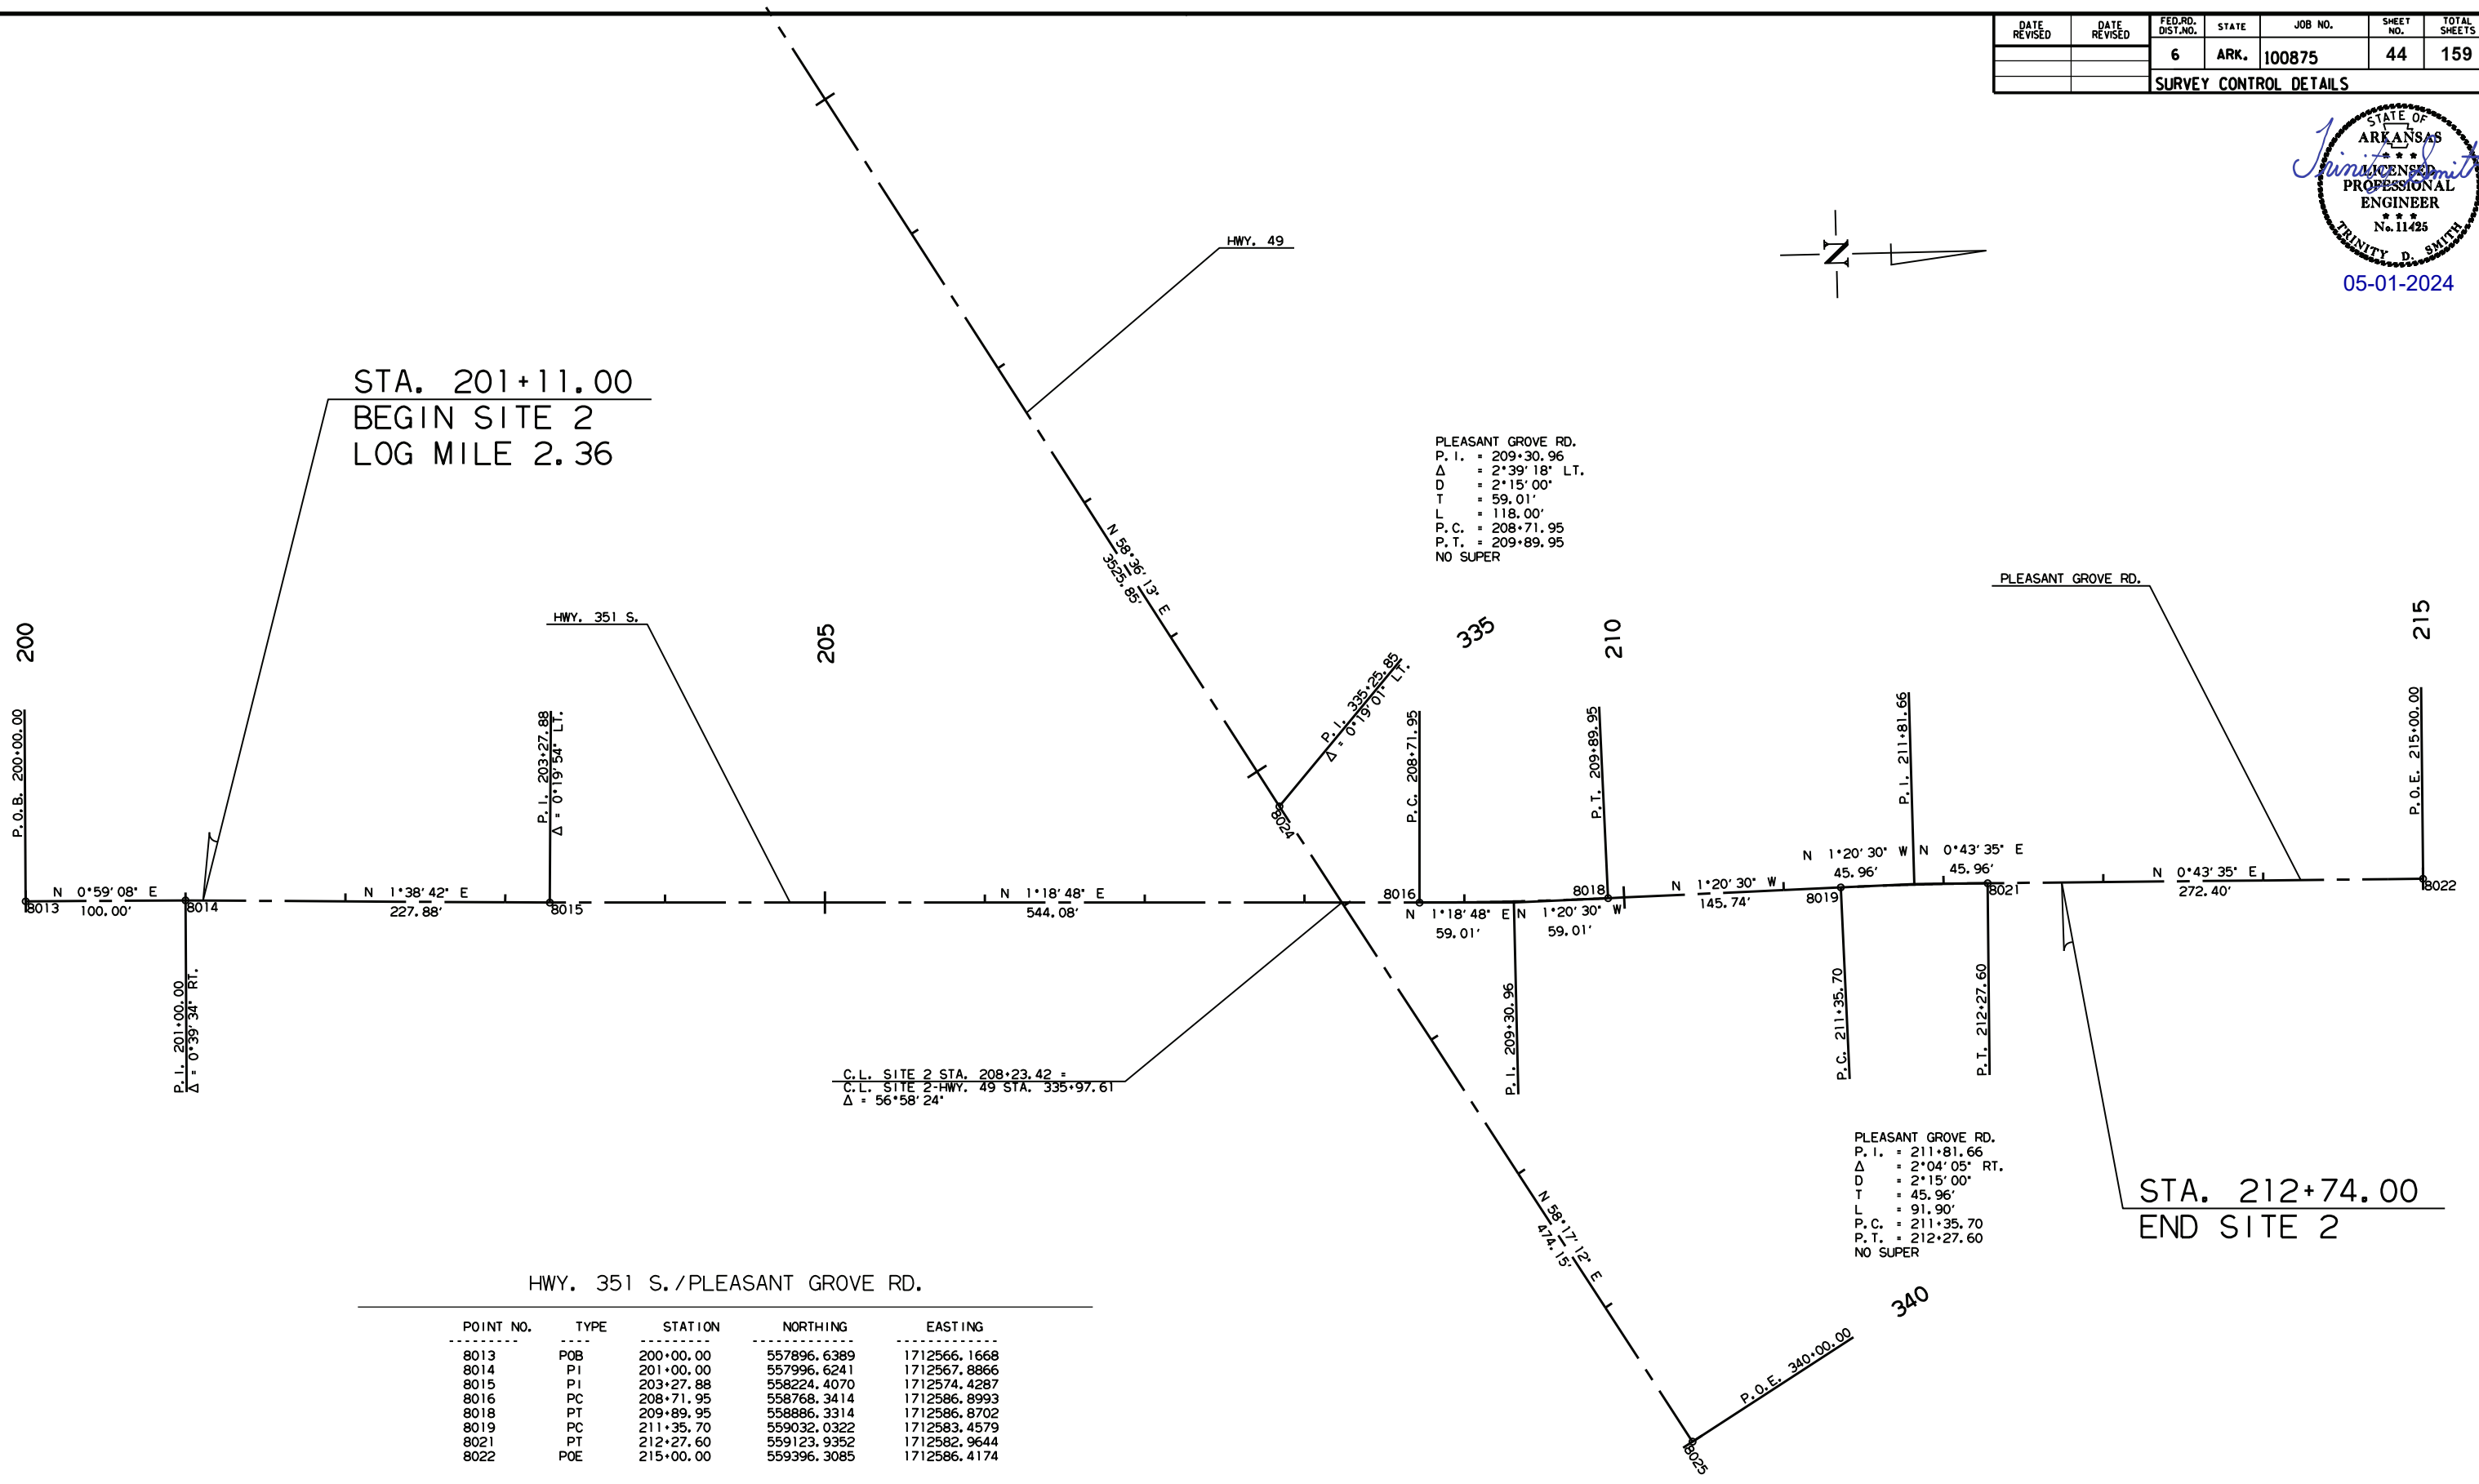 DATE REVISED DATE REVISED FED.RD. DIST.NO. STATE JOB NO. SHEET NO. TOTAL SHEETS
6 ARK. 100875 44 159
SURVEY CONTROL DETAILS
STATE OF
ARKANSAS
* * *
LICENSED
PROFESSIONAL
ENGINEER
* * *
No. 11425
TRINITY D. SMITH
Trinity Smith
05-01-2024
N
HWY. 49
STA. 201+11.00
BEGIN SITE 2
LOG MILE 2.36
PLEASANT GROVE RD.
P.I. = 209+30.96
Δ = 2°39'18" LT.
D = 2°15'00"
T = 59.01'
L = 118.00'
P.C. = 208+71.95
P.T. = 209+89.95
NO SUPER
N 58°36'13" E
3525.85'
PLEASANT GROVE RD.
HWY. 351 S.
200
205
335
210
215
P.O.B. 200+00.00
P.I. 203+27.88
Δ = 0°19'54" LT.
P.I. 335+25.85
Δ = 0°19'01" LT.
8024
P.C. 208+71.95
P.T. 209+89.95
P.I. 211+81.66
P.O.E. 215+00.00
N 0°59'08" E
100.00'
8013
8014
N 1°38'42" E
227.88'
8015
N 1°18'48" E
544.08'
8016
N 1°18'48" E
59.01'
N 1°20'30" W
59.01'
8018
N 1°20'30" W
145.74'
8019
N 1°20'30" W
45.96'
N 0°43'35" E
45.96'
8021
N 0°43'35" E
272.40'
8022
P.I. 201+00.00
Δ = 0°39'34" RT.
P.I. 209+30.96
P.C. 211+35.70
P.T. 212+27.60
C.L. SITE 2 STA. 208+23.42 =
C.L. SITE 2-HWY. 49 STA. 335+97.61
Δ = 56°58'24"
PLEASANT GROVE RD.
P.I. = 211+81.66
Δ = 2°04'05" RT.
D = 2°15'00"
T = 45.96'
L = 91.90'
P.C. = 211+35.70
P.T. = 212+27.60
NO SUPER
STA. 212+74.00
END SITE 2
N 58°17'12" E
474.15'
340
P.O.E. 340+00.00
8025
HWY. 351 S./PLEASANT GROVE RD.
POINT NO. TYPE STATION NORTHING EASTING
--------- ---- --------- ------------- -------------
8013 POB 200+00.00 557896.6389 1712566.1668
8014 PI 201+00.00 557996.6241 1712567.8866
8015 PI 203+27.88 558224.4070 1712574.4287
8016 PC 208+71.95 558768.3414 1712586.8993
8018 PT 209+89.95 558886.3314 1712586.8702
8019 PC 211+35.70 559032.0322 1712583.4579
8021 PT 212+27.60 559123.9352 1712582.9644
8022 POE 215+00.00 559396.3085 1712586.4174